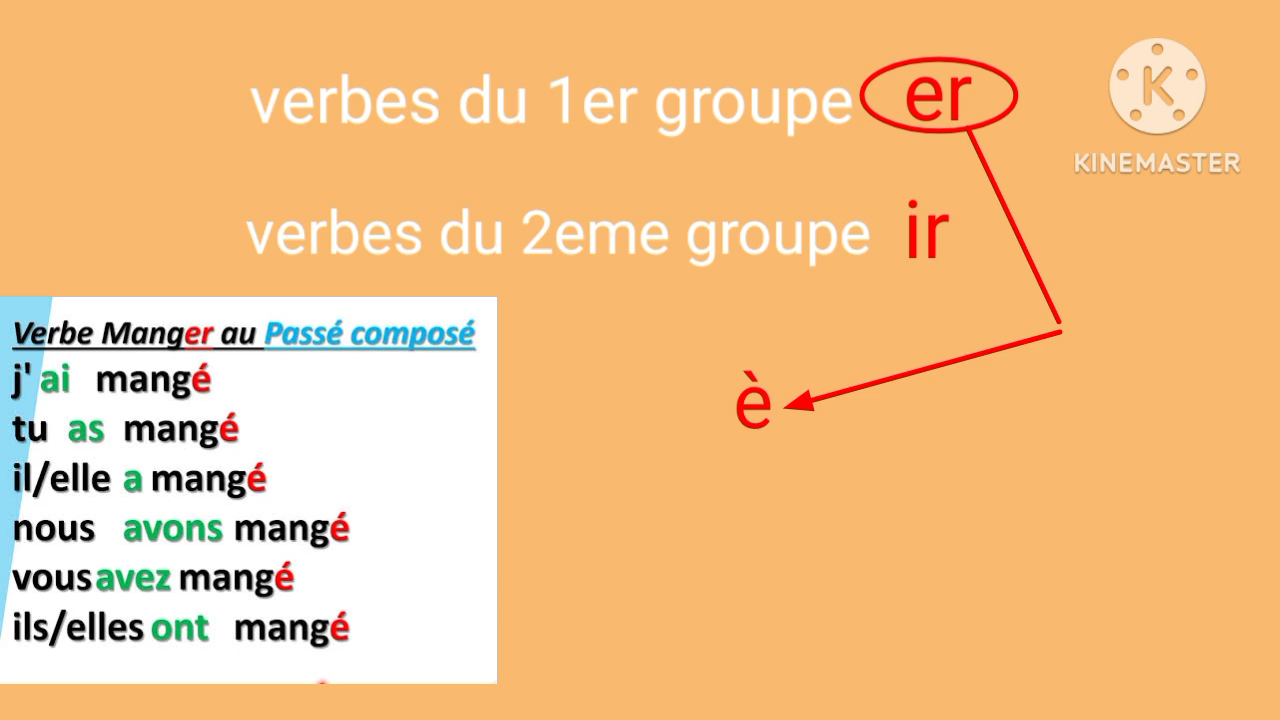 verbes du 1er groupe er
KINEMASTER
verbes du 2eme groupe ir
Verbe Manger au Passé composé
j' ai mangé
tu as mangé
il/elle a mangé
nous avons mangé
vous avez mangé
ils/elles ont mangé
è